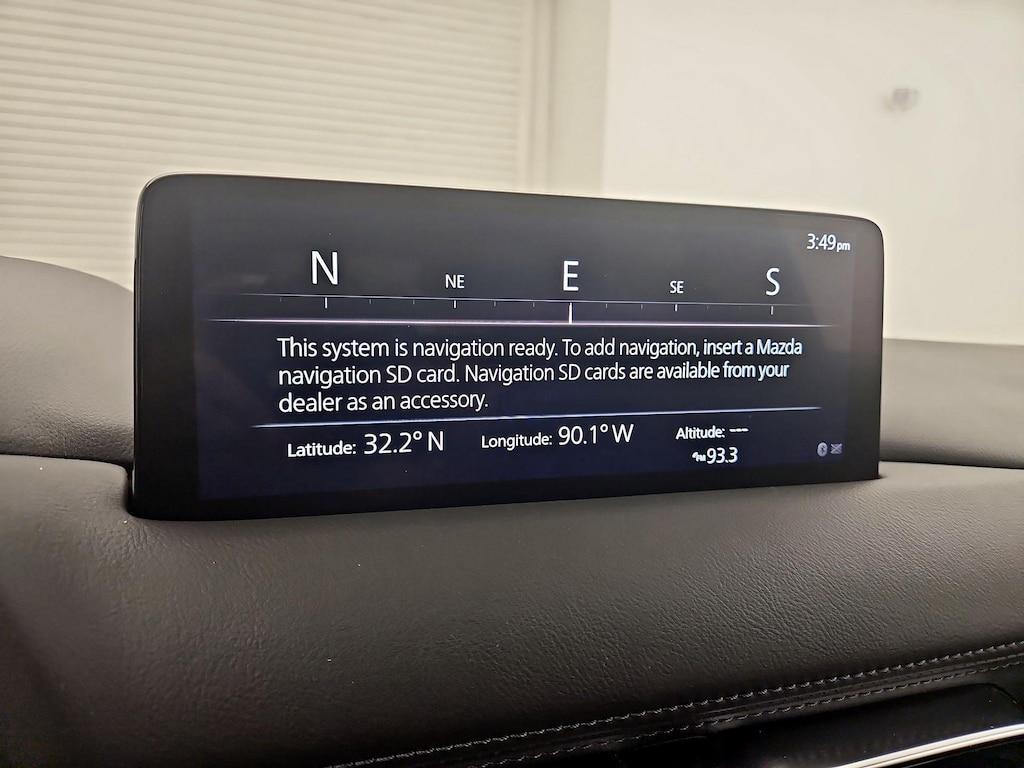 3:49pm
N NE E SE S
This system is navigation ready. To add navigation, insert a Mazda
navigation SD card. Navigation SD cards are available from your
dealer as an accessory.
Latitude: 32.2° N Longitude: 90.1° W Altitude: ---
FM 93.3